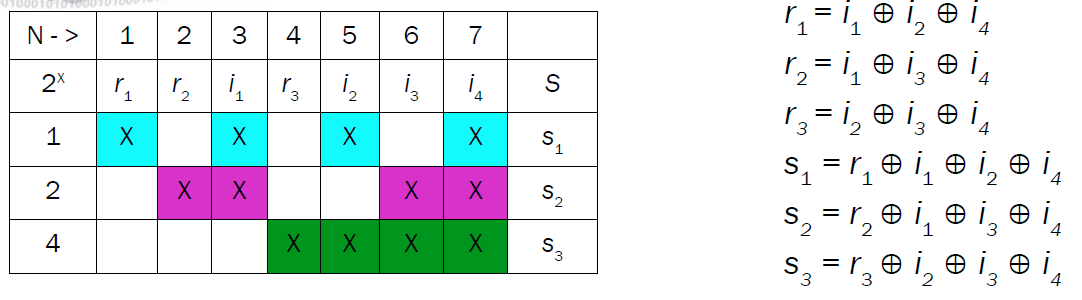 N - > 1 2 3 4 5 6 7
2ˣ r₁ r₂ i₁ r₃ i₂ i₃ i₄ S
1 X X X X s₁
2 X X X X s₂
4 X X X X s₃
r₁ = i₁ ⊕ i₂ ⊕ i₄
r₂ = i₁ ⊕ i₃ ⊕ i₄
r₃ = i₂ ⊕ i₃ ⊕ i₄
s₁ = r₁ ⊕ i₁ ⊕ i₂ ⊕ i₄
s₂ = r₂ ⊕ i₁ ⊕ i₃ ⊕ i₄
s₃ = r₃ ⊕ i₂ ⊕ i₃ ⊕ i₄